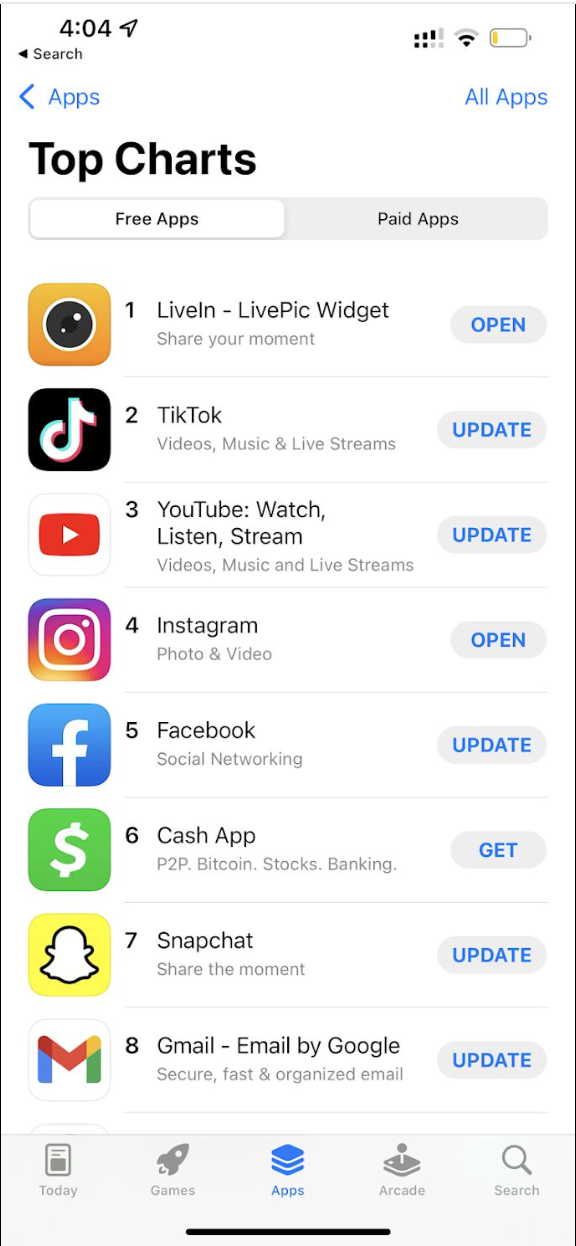 4:04
◀ Search
Apps
All Apps
Top Charts
Free Apps
Paid Apps
1 LiveIn - LivePic Widget
Share your moment
OPEN
2 TikTok
Videos, Music & Live Streams
UPDATE
3 YouTube: Watch,
Listen, Stream
Videos, Music and Live Streams
UPDATE
4 Instagram
Photo & Video
OPEN
5 Facebook
Social Networking
UPDATE
6 Cash App
P2P. Bitcoin. Stocks. Banking.
GET
7 Snapchat
Share the moment
UPDATE
8 Gmail - Email by Google
Secure, fast & organized email
UPDATE
Today
Games
Apps
Arcade
Search